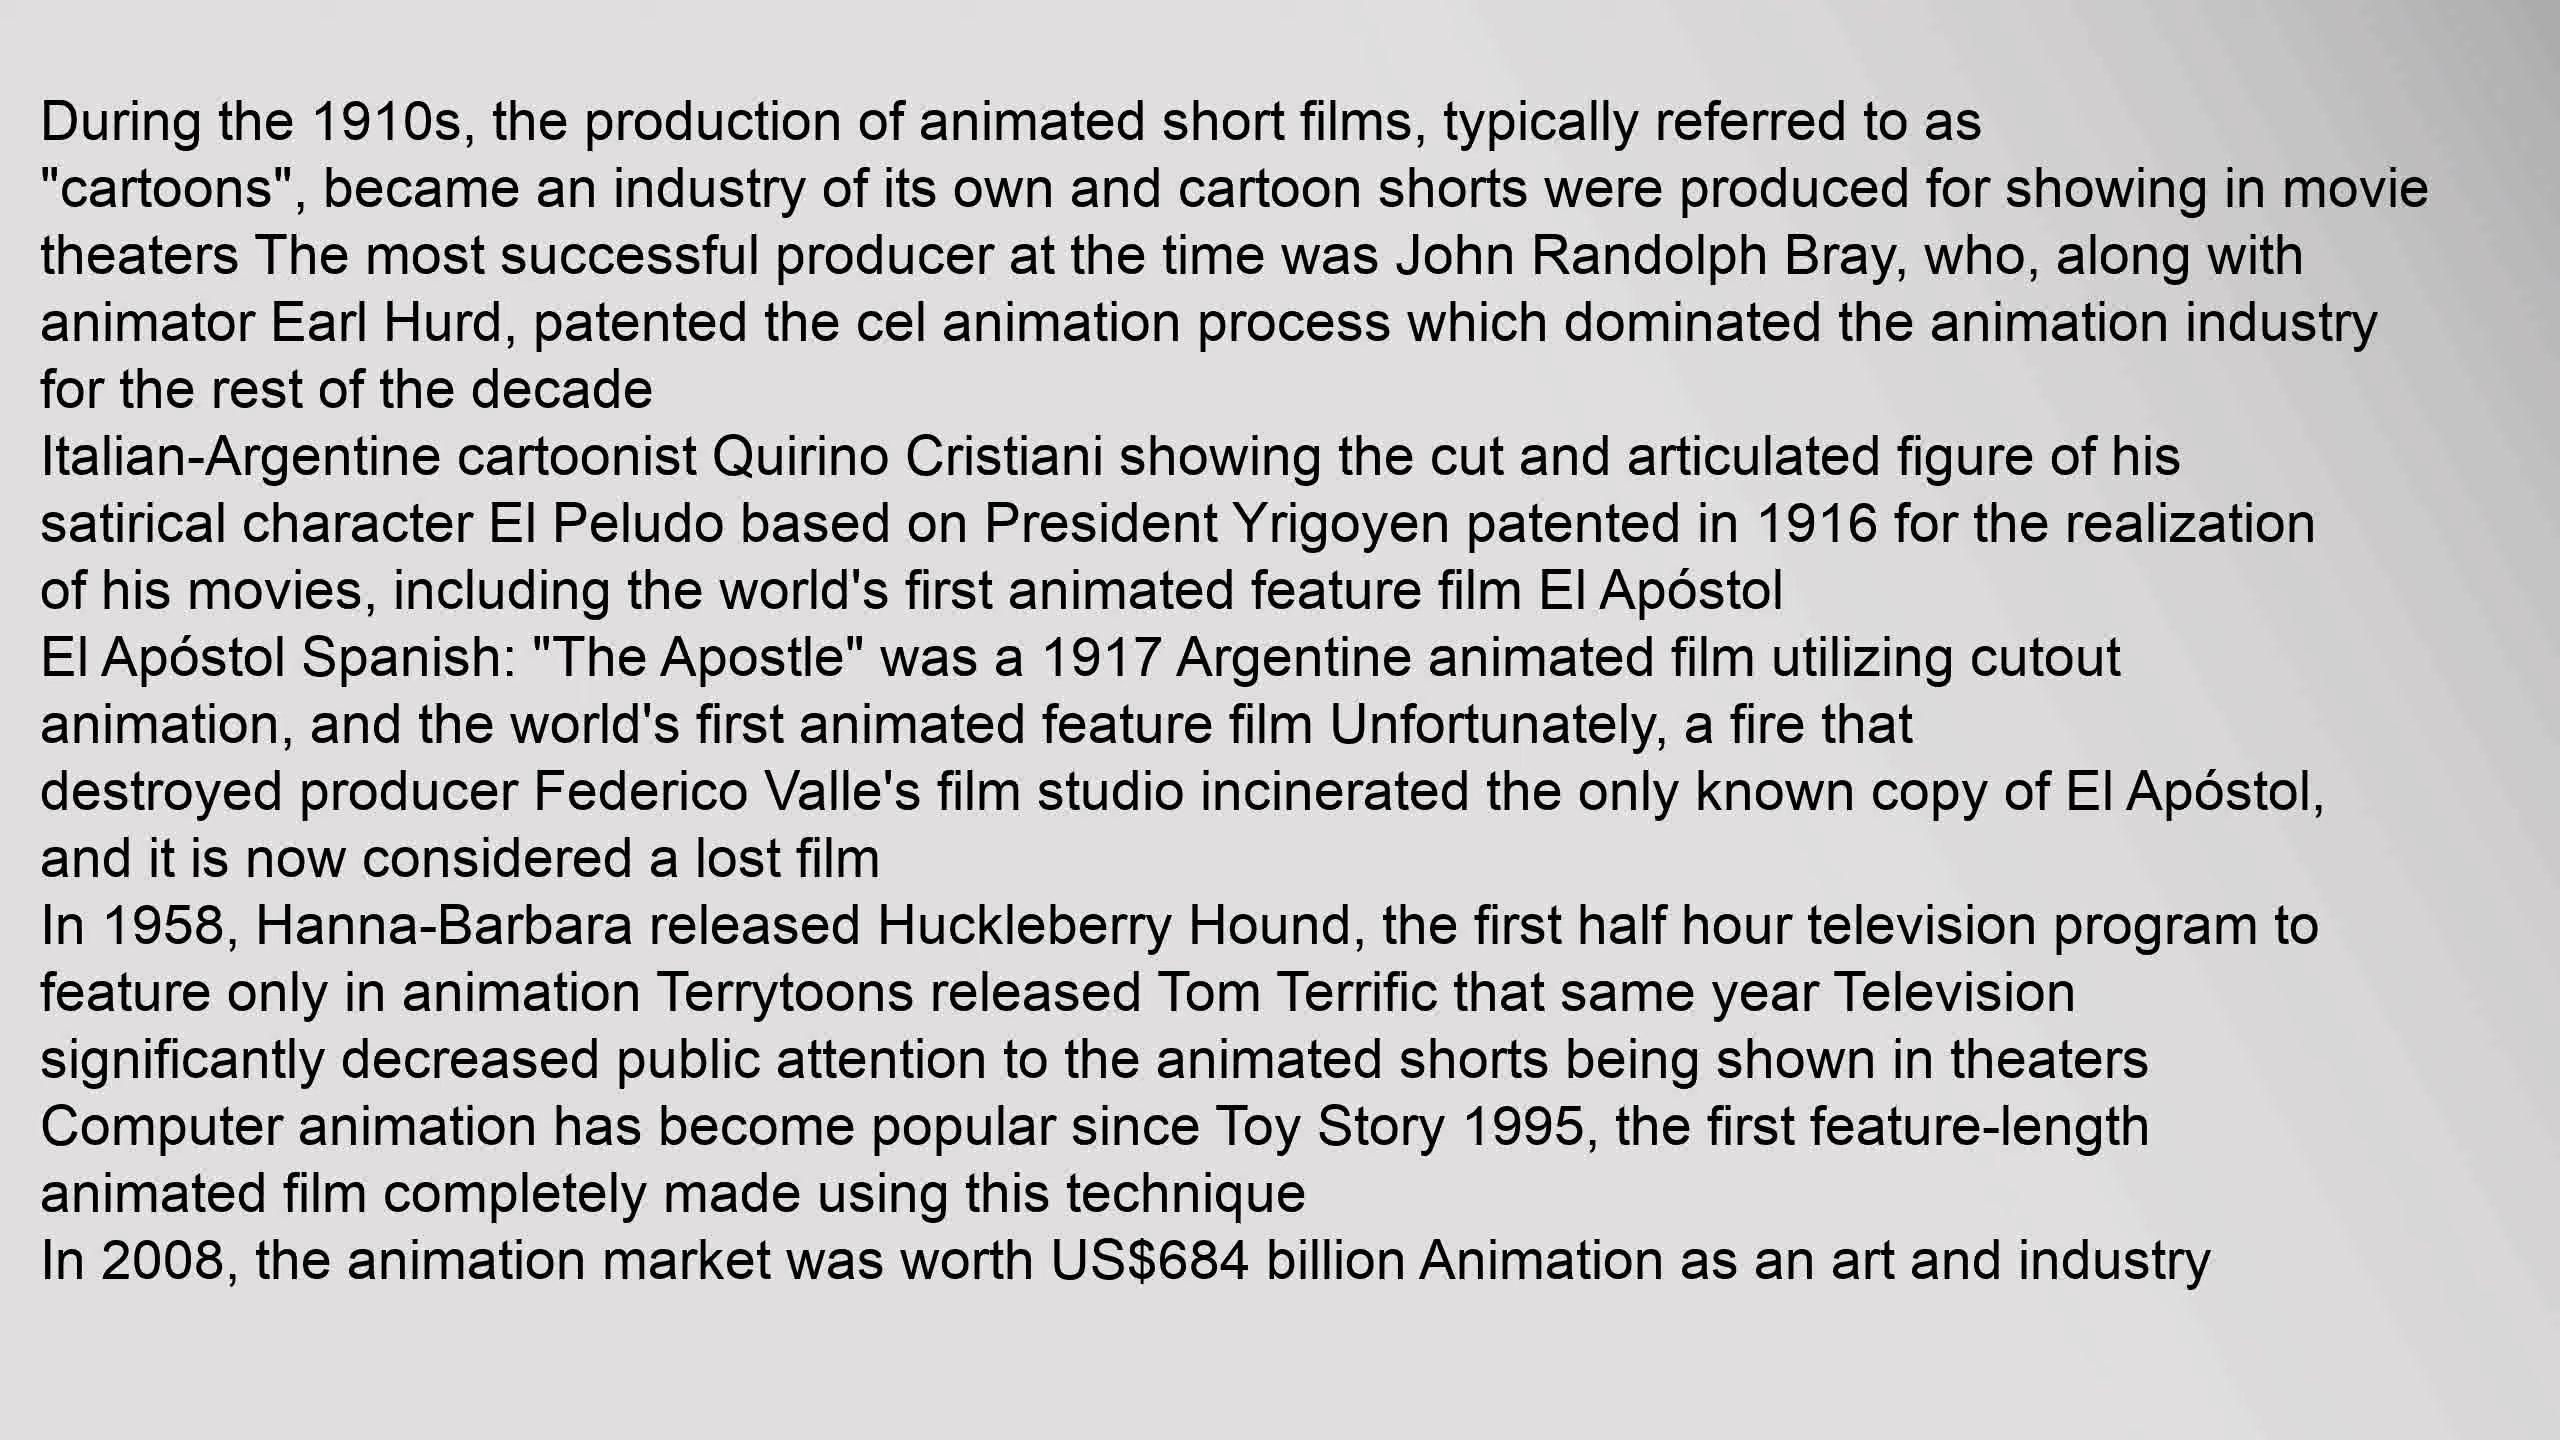 During the 1910s, the production of animated short films, typically referred to as
"cartoons", became an industry of its own and cartoon shorts were produced for showing in movie
theaters The most successful producer at the time was John Randolph Bray, who, along with
animator Earl Hurd, patented the cel animation process which dominated the animation industry
for the rest of the decade
Italian-Argentine cartoonist Quirino Cristiani showing the cut and articulated figure of his
satirical character El Peludo based on President Yrigoyen patented in 1916 for the realization
of his movies, including the world's first animated feature film El Apóstol
El Apóstol Spanish: "The Apostle" was a 1917 Argentine animated film utilizing cutout
animation, and the world's first animated feature film Unfortunately, a fire that
destroyed producer Federico Valle's film studio incinerated the only known copy of El Apóstol,
and it is now considered a lost film
In 1958, Hanna-Barbara released Huckleberry Hound, the first half hour television program to
feature only in animation Terrytoons released Tom Terrific that same year Television
significantly decreased public attention to the animated shorts being shown in theaters
Computer animation has become popular since Toy Story 1995, the first feature-length
animated film completely made using this technique
In 2008, the animation market was worth US$684 billion Animation as an art and industry